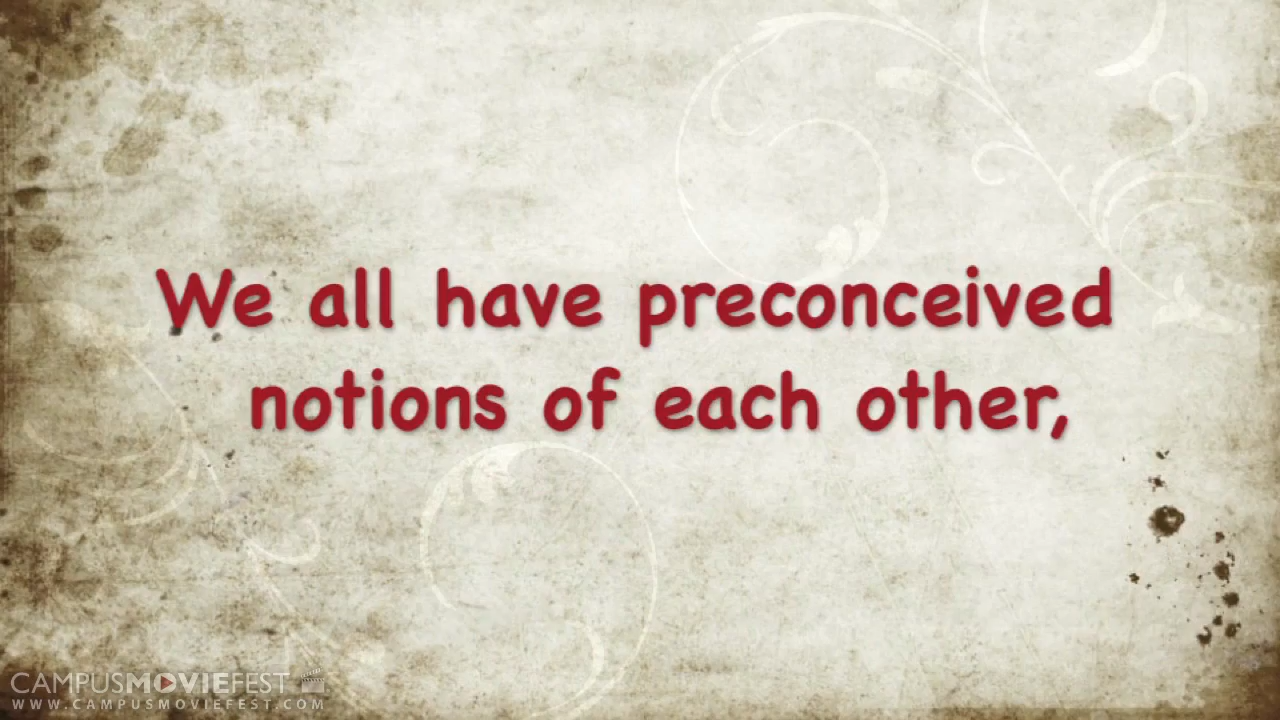 We all have preconceived
notions of each other,
CAMPUSMOVIEFEST
WWW.CAMPUSMOVIEFEST.COM